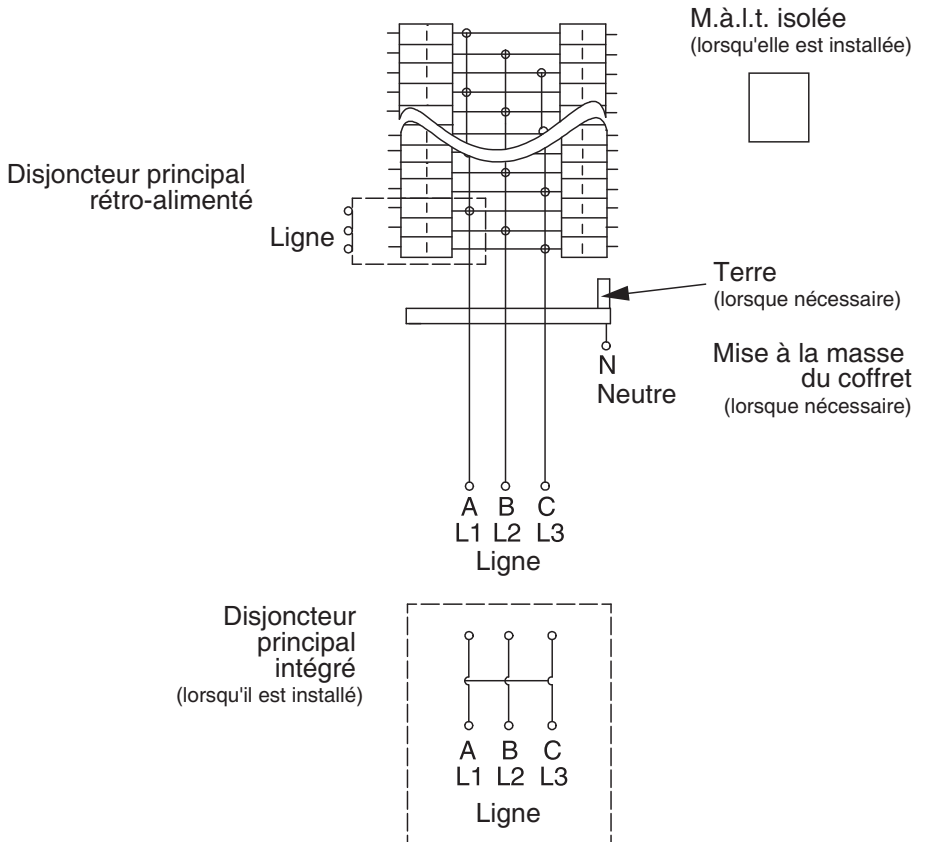 M.à.l.t. isolée
(lorsqu'elle est installée)
Disjoncteur principal
rétro-alimenté
Ligne
Terre
(lorsque nécessaire)
N
Neutre
Mise à la masse
du coffret
(lorsque nécessaire)
A B C
L1 L2 L3
Ligne
Disjoncteur
principal
intégré
(lorsqu'il est installé)
A B C
L1 L2 L3
Ligne